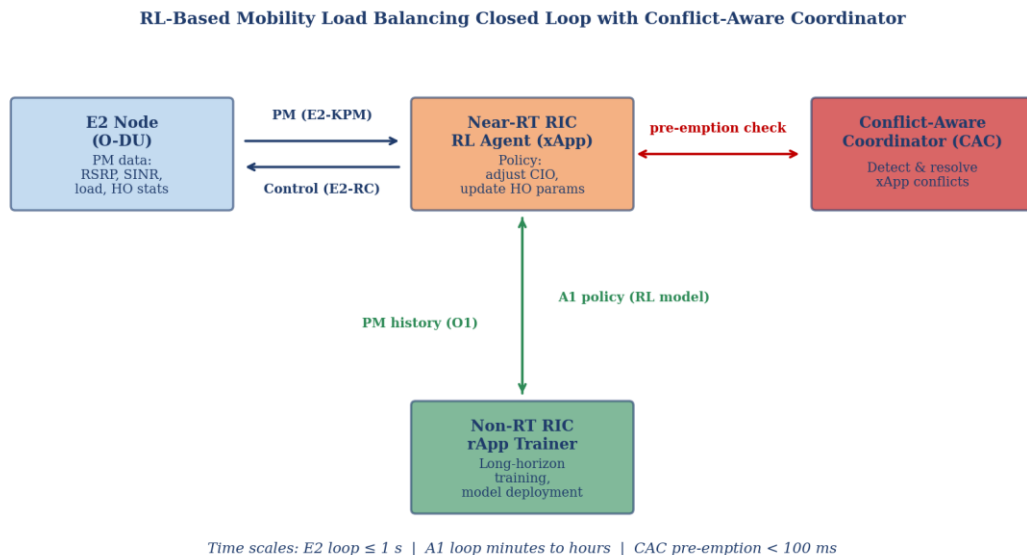 RL-Based Mobility Load Balancing Closed Loop with Conflict-Aware Coordinator
E2 Node
(O-DU)
PM data:
RSRP, SINR,
load, HO stats
PM (E2-KPM)
Control (E2-RC)
Near-RT RIC
RL Agent (xApp)
Policy:
adjust CIO,
update HO params
pre-emption check
Conflict-Aware
Coordinator (CAC)
Detect & resolve
xApp conflicts
A1 policy (RL model)
PM history (O1)
Non-RT RIC
rApp Trainer
Long-horizon
training,
model deployment
Time scales: E2 loop ≤ 1 s | A1 loop minutes to hours | CAC pre-emption < 100 ms